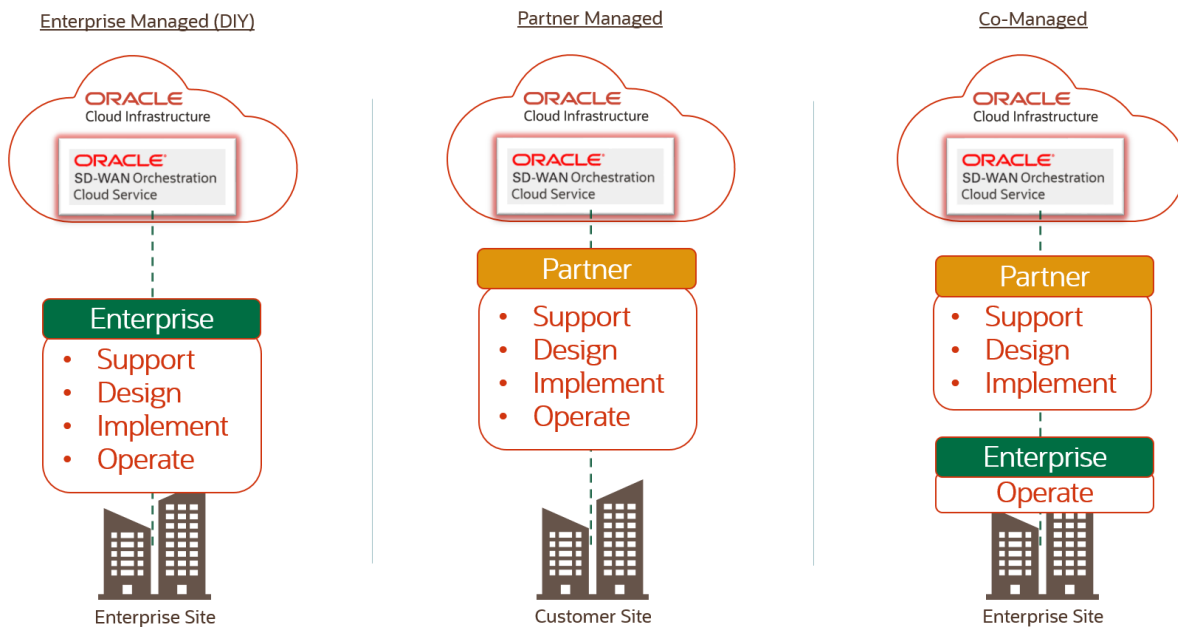 Enterprise Managed (DIY)
ORACLE
Cloud Infrastructure
ORACLE®
SD-WAN Orchestration
Cloud Service
Enterprise
• Support
• Design
• Implement
• Operate
Enterprise Site
Partner Managed
ORACLE
Cloud Infrastructure
ORACLE®
SD-WAN Orchestration
Cloud Service
Partner
• Support
• Design
• Implement
• Operate
Customer Site
Co-Managed
ORACLE
Cloud Infrastructure
ORACLE®
SD-WAN Orchestration
Cloud Service
Partner
• Support
• Design
• Implement
Enterprise
Operate
Enterprise Site